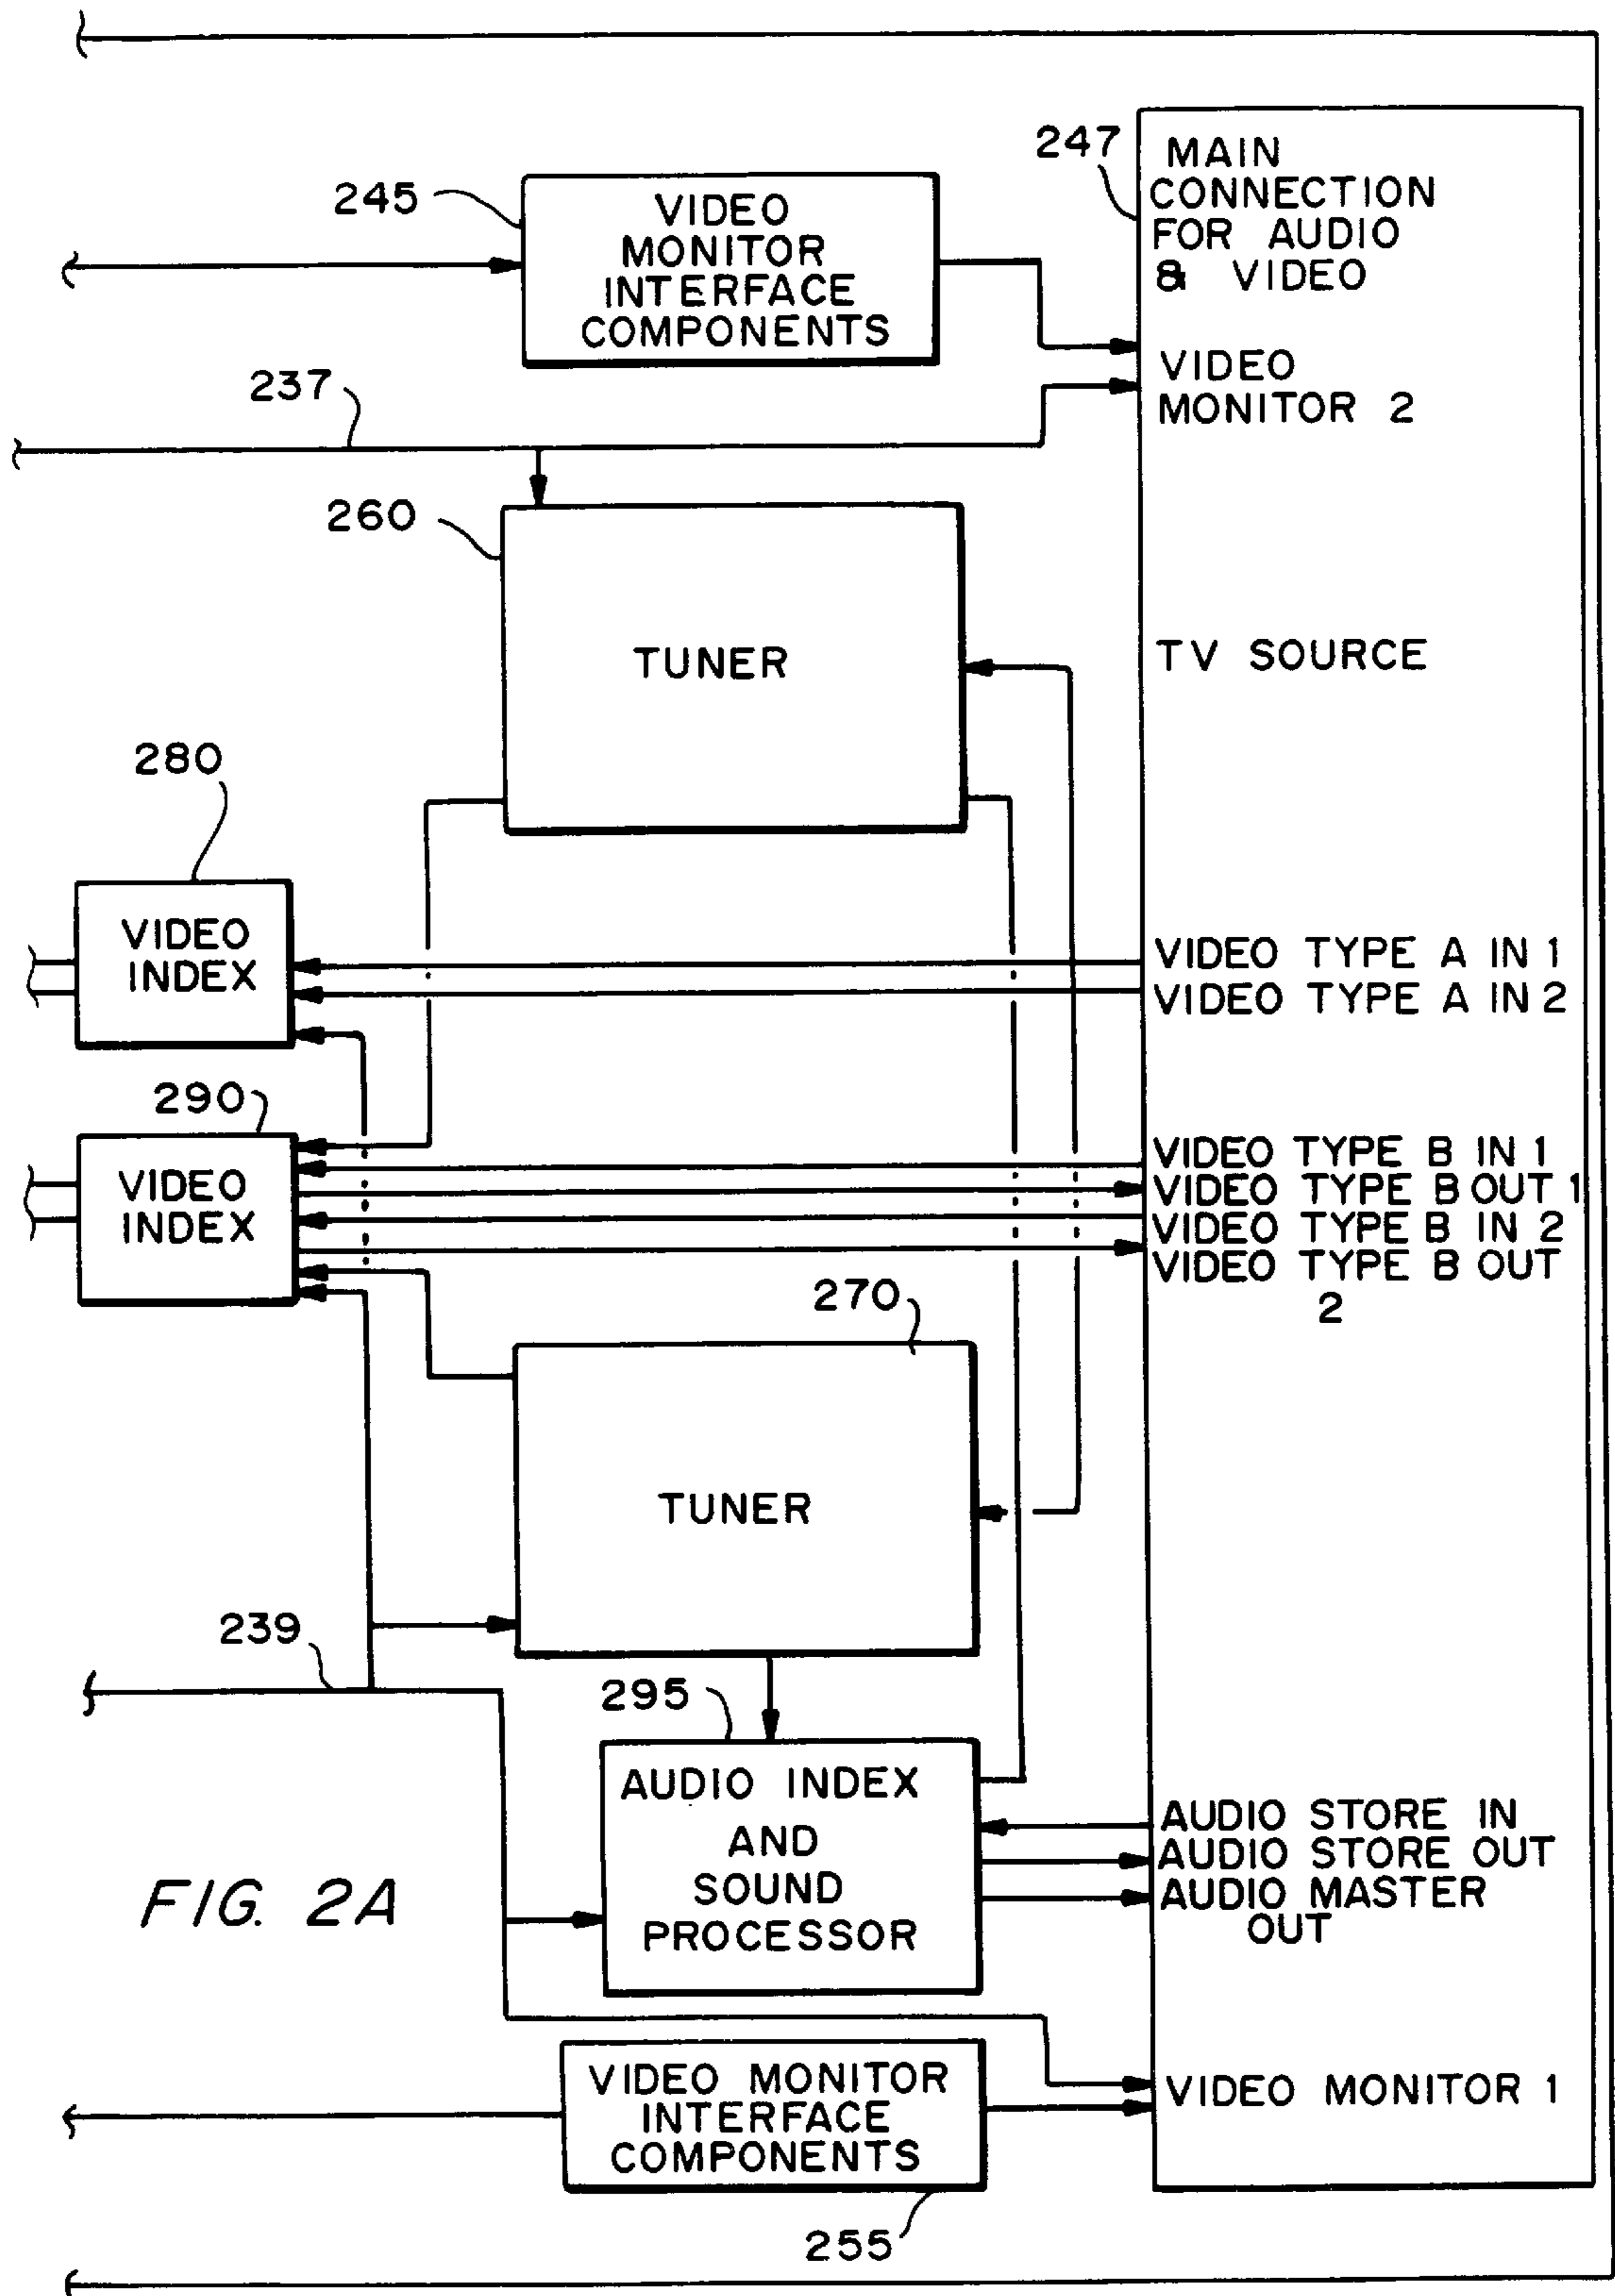 247
MAIN
CONNECTION
FOR AUDIO
& VIDEO
245
VIDEO
MONITOR
INTERFACE
COMPONENTS
VIDEO
MONITOR 2
237
260
TUNER
TV SOURCE
280
VIDEO
INDEX
VIDEO TYPE A IN 1
VIDEO TYPE A IN 2
290
VIDEO
INDEX
VIDEO TYPE B IN 1
VIDEO TYPE B OUT 1
VIDEO TYPE B IN 2
VIDEO TYPE B OUT
2
270
TUNER
239
295
AUDIO INDEX
AND
SOUND
PROCESSOR
AUDIO STORE IN
AUDIO STORE OUT
AUDIO MASTER
OUT
FIG. 2A
VIDEO MONITOR
INTERFACE
COMPONENTS
VIDEO MONITOR 1
255